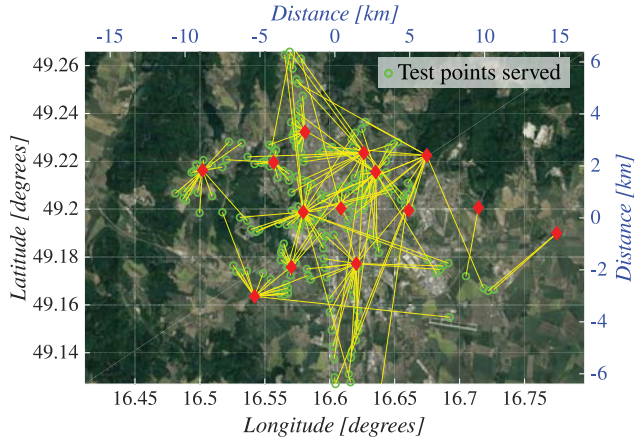 Distance [km]
-15 -10 -5 0 5 10 15
Test points served
49.26
49.24
49.22
49.2
49.18
49.16
49.14
Latitude [degrees]
6
4
2
0
-2
-4
-6
Distance [km]
16.45 16.5 16.55 16.6 16.65 16.7 16.75
Longitude [degrees]